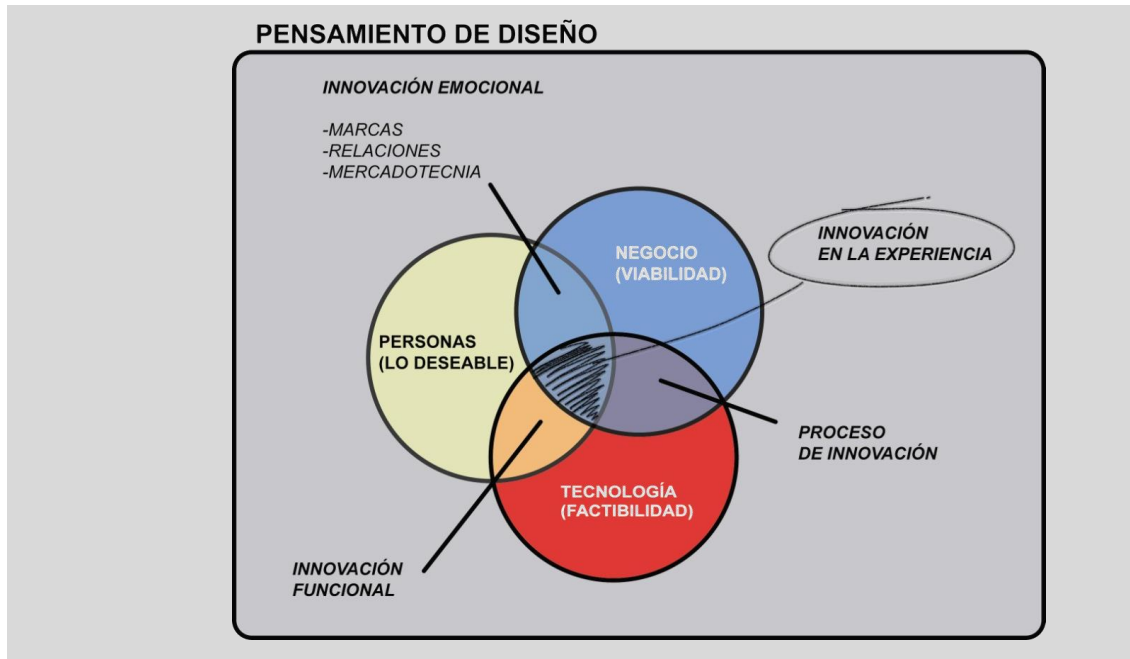 PENSAMIENTO DE DISEÑO
INNOVACIÓN EMOCIONAL
-MARCAS
-RELACIONES
-MERCADOTECNIA
NEGOCIO
(VIABILIDAD)
INNOVACIÓN
EN LA EXPERIENCIA
PERSONAS
(LO DESEABLE)
PROCESO
DE INNOVACIÓN
TECNOLOGÍA
(FACTIBILIDAD)
INNOVACIÓN
FUNCIONAL